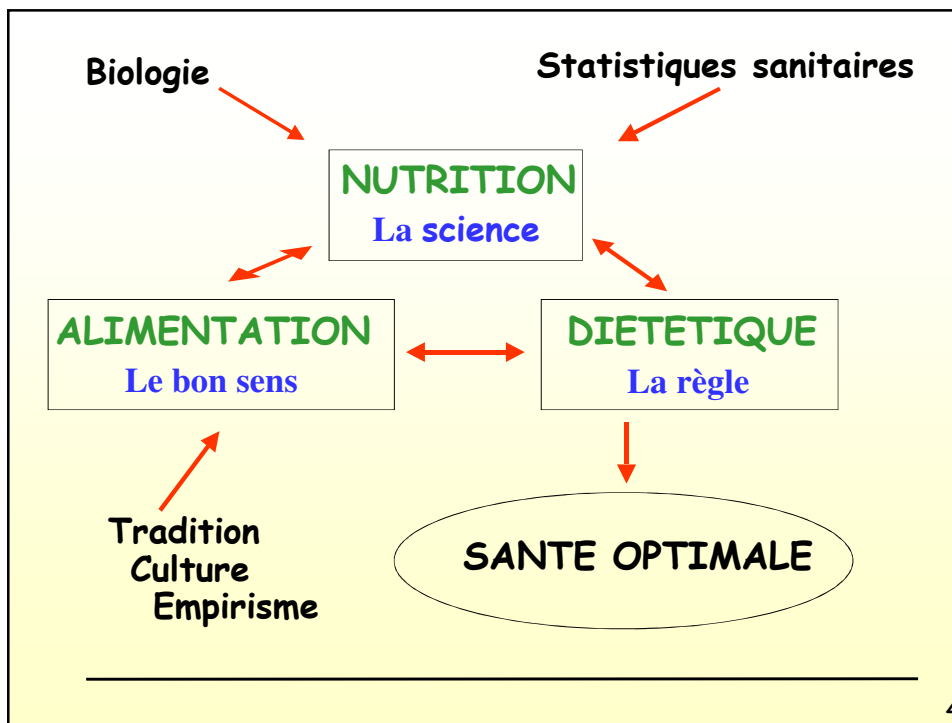 Biologie
Statistiques sanitaires
NUTRITION
La science
ALIMENTATION
Le bon sens
DIETETIQUE
La règle
Tradition
Culture
Empirisme
SANTE OPTIMALE